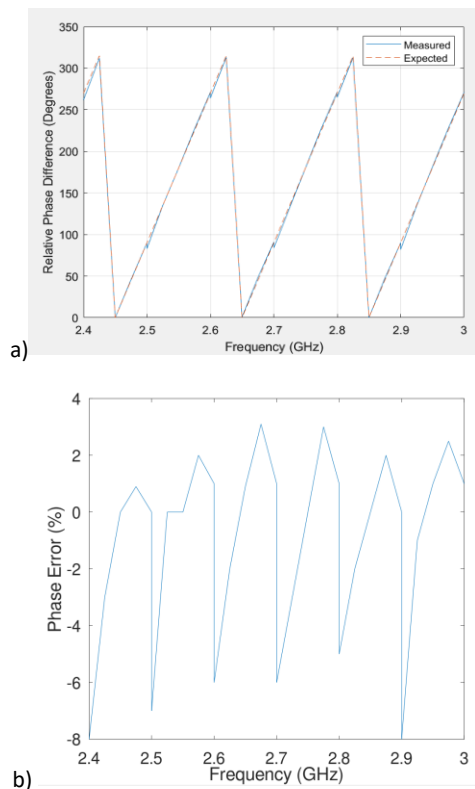 350
300
250
200
150
100
50
0
Relative Phase Difference (Degrees)
Measured
Expected
2.4 2.5 2.6 2.7 2.8 2.9 3
Frequency (GHz)
a)
4
2
0
-2
-4
-6
-8
Phase Error (%)
2.4 2.5 2.6 2.7 2.8 2.9 3
Frequency (GHz)
b)